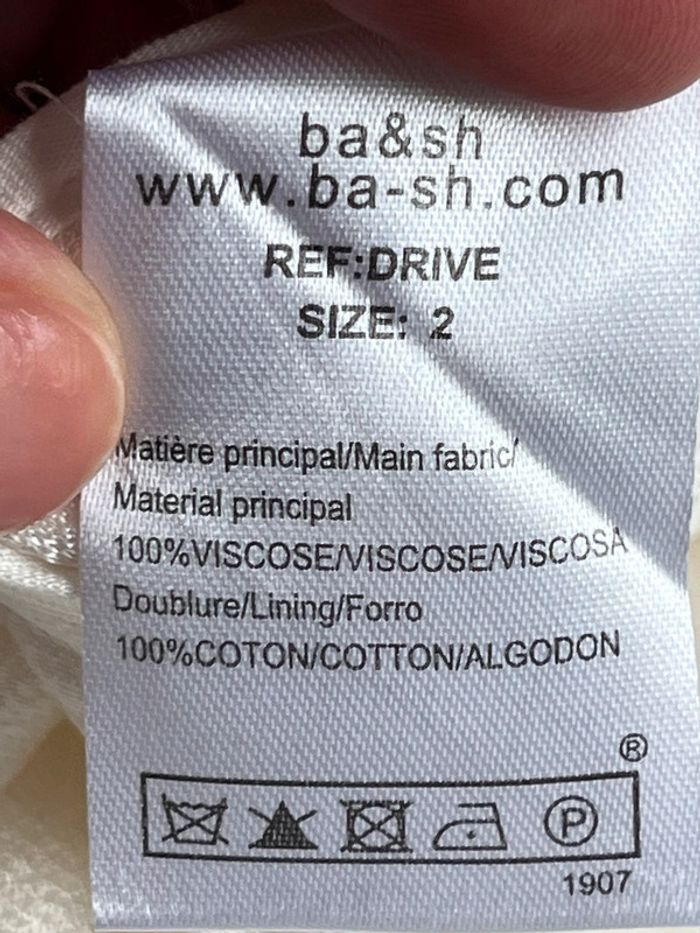 ba&sh
www.ba-sh.com
REF:DRIVE
SIZE: 2
Matière principal/Main fabric/
Material principal
100%VISCOSE/VISCOSE/VISCOSA
Doublure/Lining/Forro
100%COTON/COTTON/ALGODON
®
P
1907